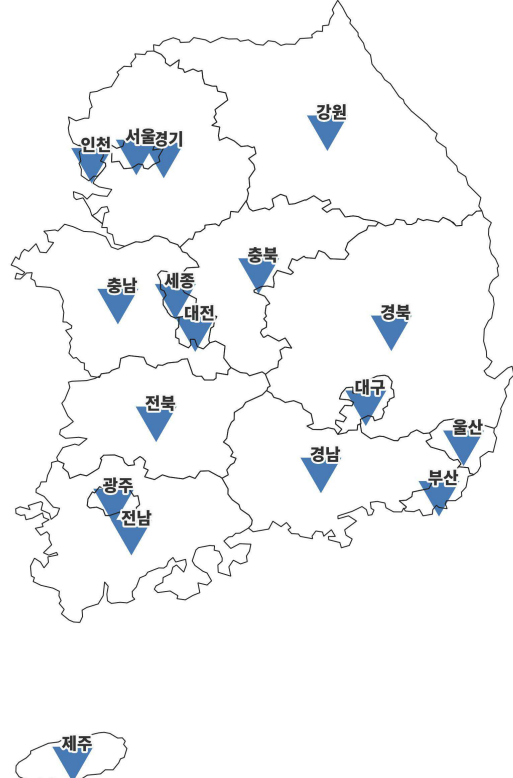 강원
서울
경기
인천
충북
세종
충남
대전
경북
대구
전북
울산
경남
부산
광주
전남
제주